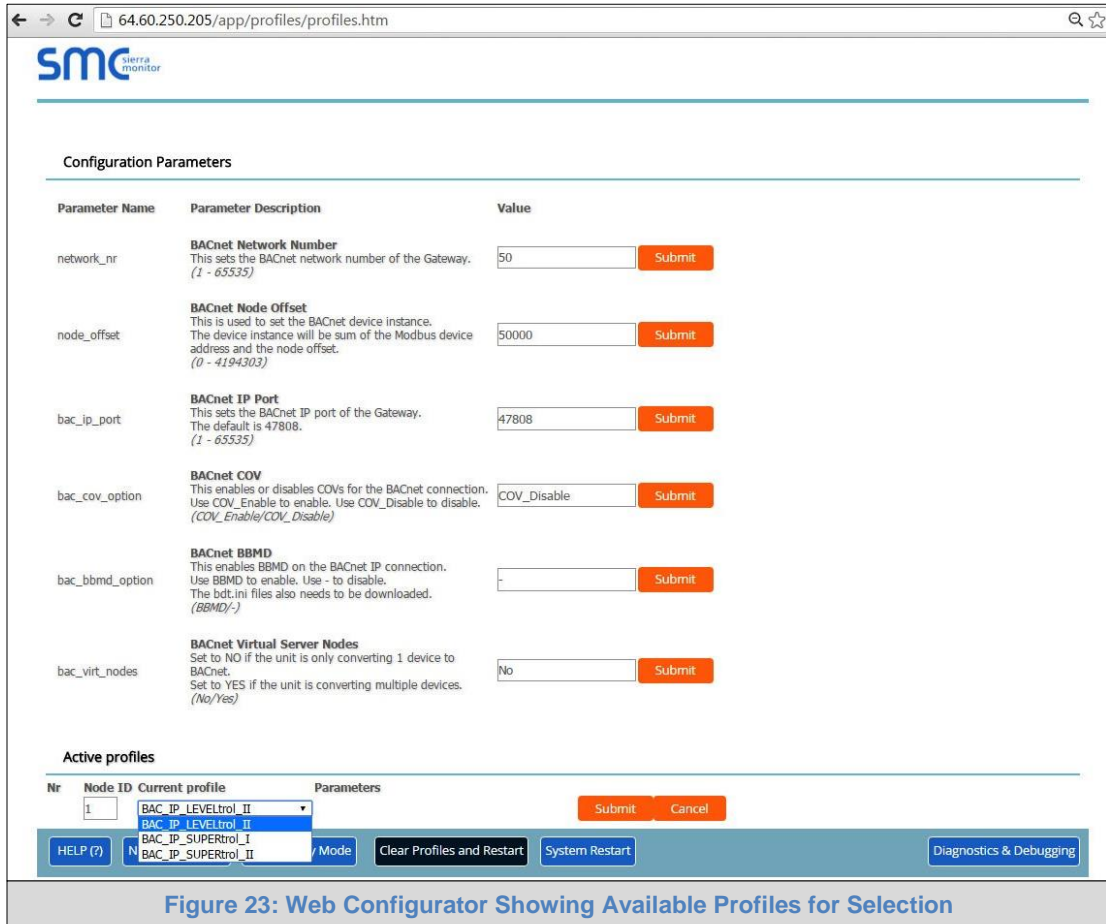 64.60.250.205/app/profiles/profiles.htm
smc sierra monitor
Configuration Parameters
Parameter Name Parameter Description Value
network_nr
BACnet Network Number
This sets the BACnet network number of the Gateway.
(1 - 65535)
50 Submit
node_offset
BACnet Node Offset
This is used to set the BACnet device instance.
The device instance will be sum of the Modbus device
address and the node offset.
(0 - 4194303)
50000 Submit
bac_ip_port
BACnet IP Port
This sets the BACnet IP port of the Gateway.
The default is 47808.
(1 - 65535)
47808 Submit
bac_cov_option
BACnet COV
This enables or disables COVs for the BACnet connection.
Use COV_Enable to enable. Use COV_Disable to disable.
(COV_Enable/COV_Disable)
COV_Disable Submit
bac_bbmd_option
BACnet BBMD
This enables BBMD on the BACnet IP connection.
Use BBMD to enable. Use - to disable.
The bdt.ini files also needs to be downloaded.
(BBMD/-)
- Submit
bac_virt_nodes
BACnet Virtual Server Nodes
Set to NO if the unit is only converting 1 device to
BACnet.
Set to YES if the unit is converting multiple devices.
(No/Yes)
No Submit
Active profiles
Nr Node ID Current profile Parameters
1 BAC_IP_LEVELtrol_II Submit Cancel
BAC_IP_LEVELtrol_II
BAC_IP_SUPERtrol_I
BAC_IP_SUPERtrol_II
HELP (?) N y Mode Clear Profiles and Restart System Restart Diagnostics & Debugging
Figure 23: Web Configurator Showing Available Profiles for Selection